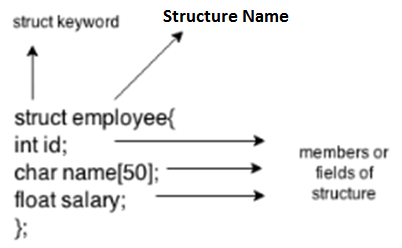 struct keyword
Structure Name
struct employee{
int id;
char name[50];
float salary;
};
members or
fields of
structure